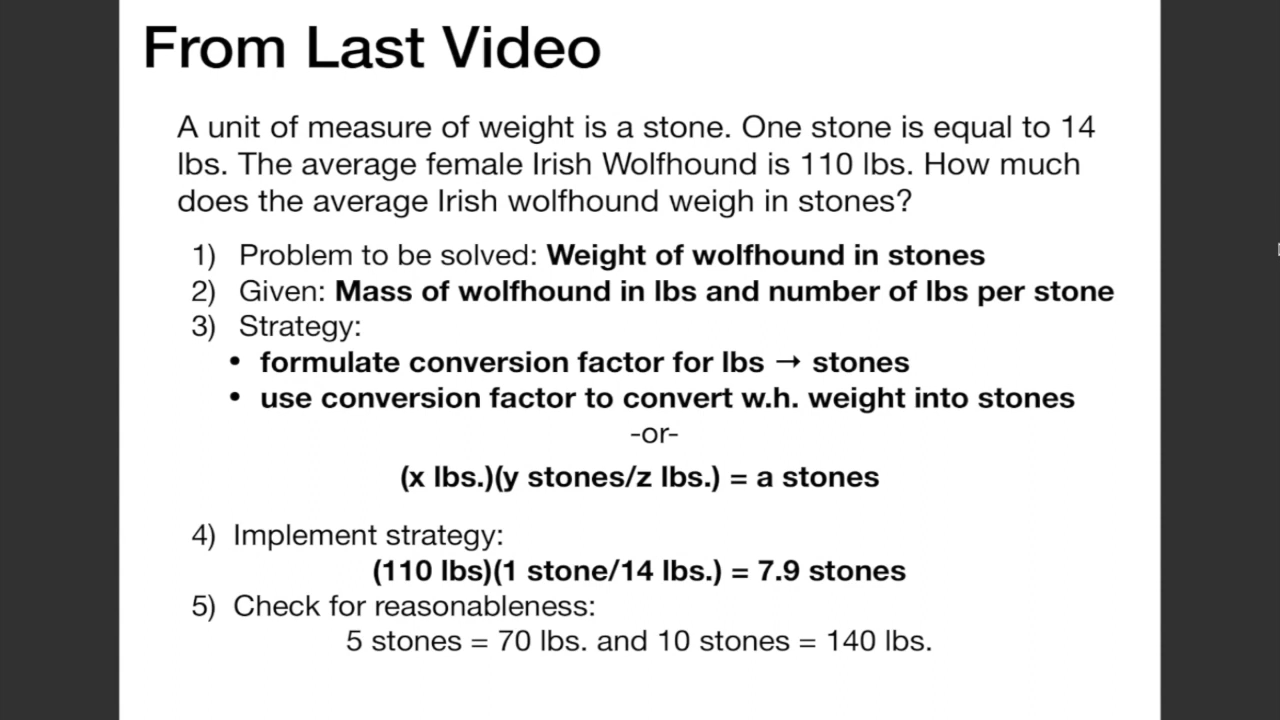 From Last Video
A unit of measure of weight is a stone. One stone is equal to 14
lbs. The average female Irish Wolfhound is 110 lbs. How much
does the average Irish wolfhound weigh in stones?
1) Problem to be solved: Weight of wolfhound in stones
2) Given: Mass of wolfhound in lbs and number of lbs per stone
3) Strategy:
• formulate conversion factor for lbs → stones
• use conversion factor to convert w.h. weight into stones
-or-
(x lbs.)(y stones/z lbs.) = a stones
4) Implement strategy:
(110 lbs)(1 stone/14 lbs.) = 7.9 stones
5) Check for reasonableness:
5 stones = 70 lbs. and 10 stones = 140 lbs.